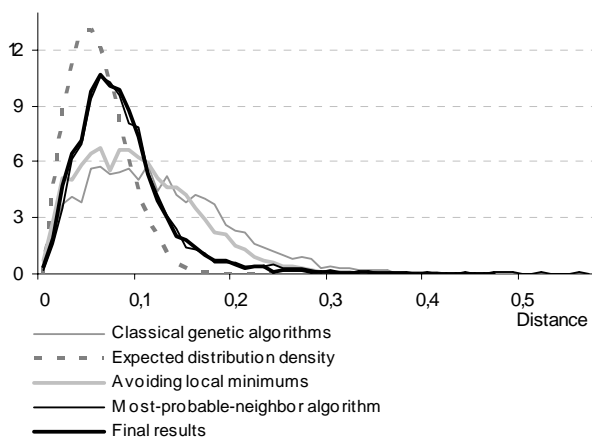 12
9
6
3
0
0 0,1 0,2 0,3 0,4 0,5
Distance
Classical genetic algorithms
Expected distribution density
Avoiding local minimums
Most-probable-neighbor algorithm
Final results